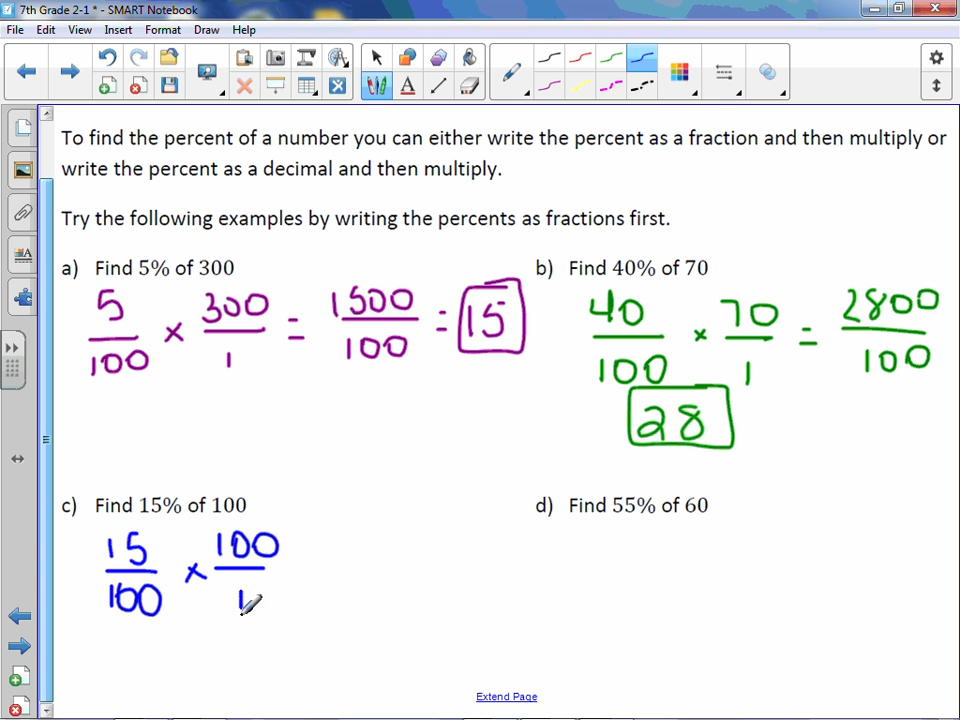 7th Grade 2-1 * - SMART Notebook
File Edit View Insert Format Draw Help
To find the percent of a number you can either write the percent as a fraction and then multiply or
write the percent as a decimal and then multiply.
Try the following examples by writing the percents as fractions first.
a) Find 5% of 300
5/100 × 300/1 = 1500/100 = 15
b) Find 40% of 70
40/100 × 70/1 = 2800/100
28
c) Find 15% of 100
15/100 × 100/1
d) Find 55% of 60
Extend Page